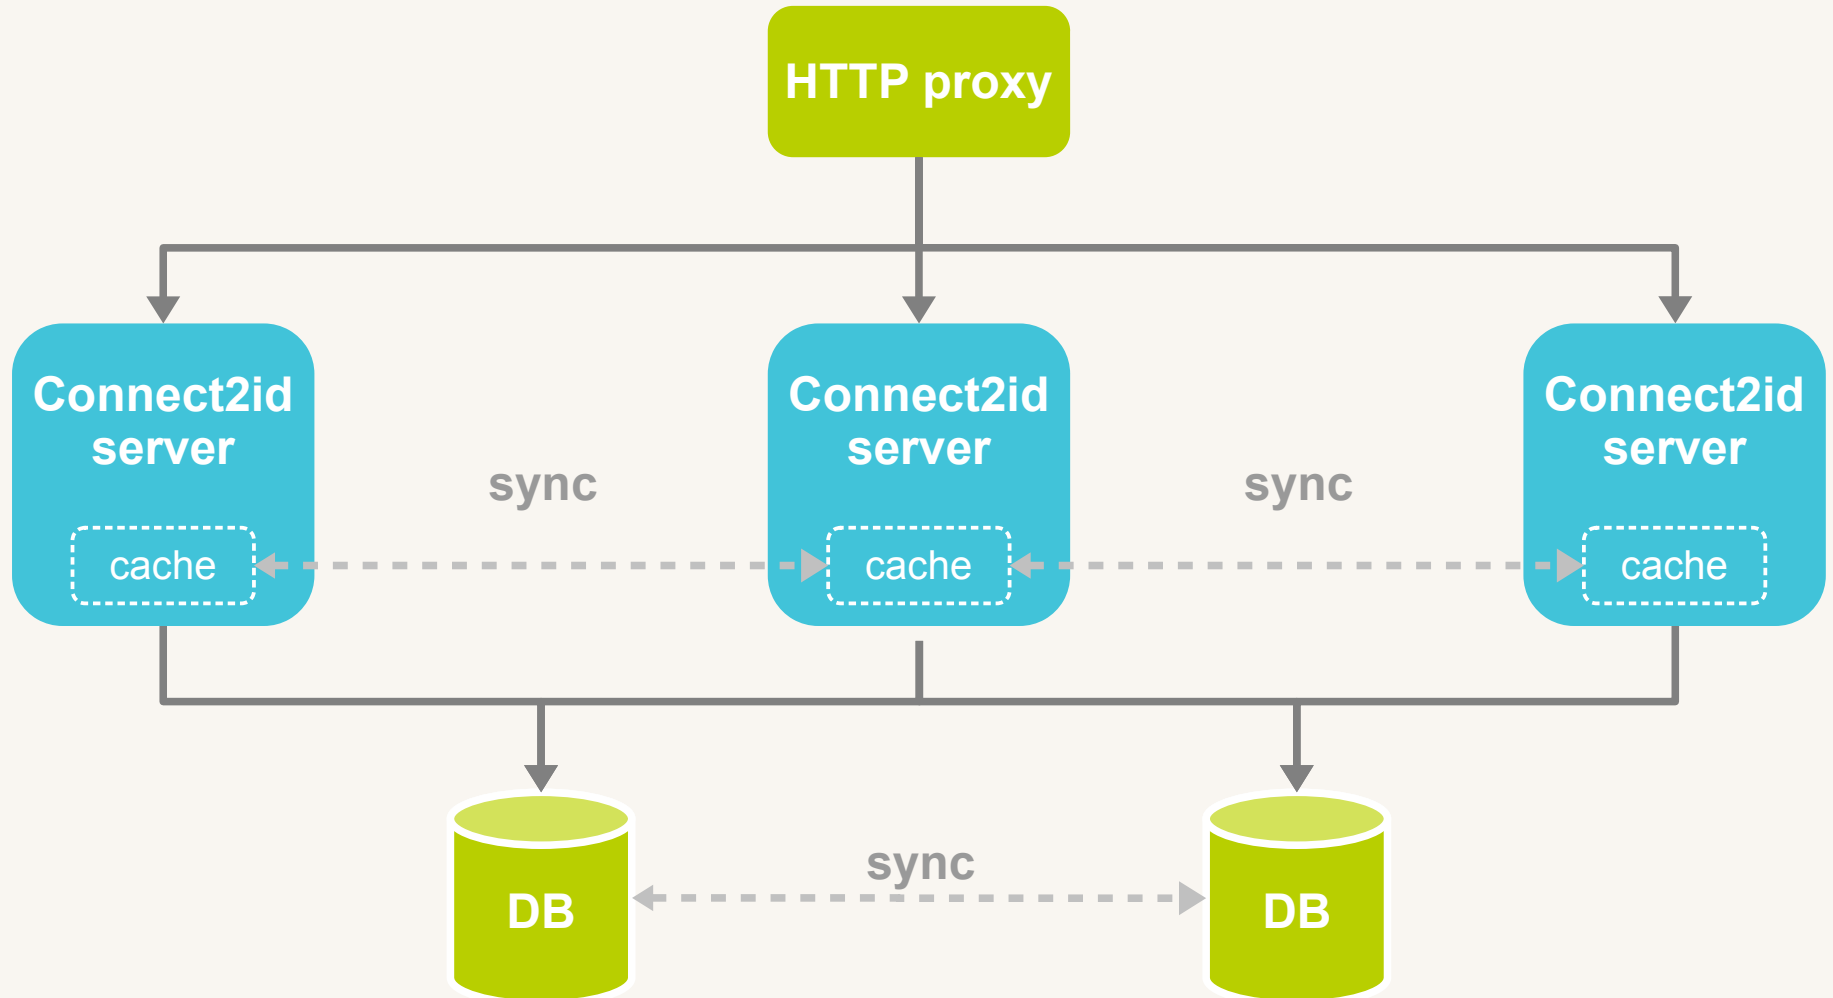 HTTP proxy
Connect2id
server
Connect2id
server
Connect2id
server
sync
sync
cache
cache
cache
sync
DB
DB